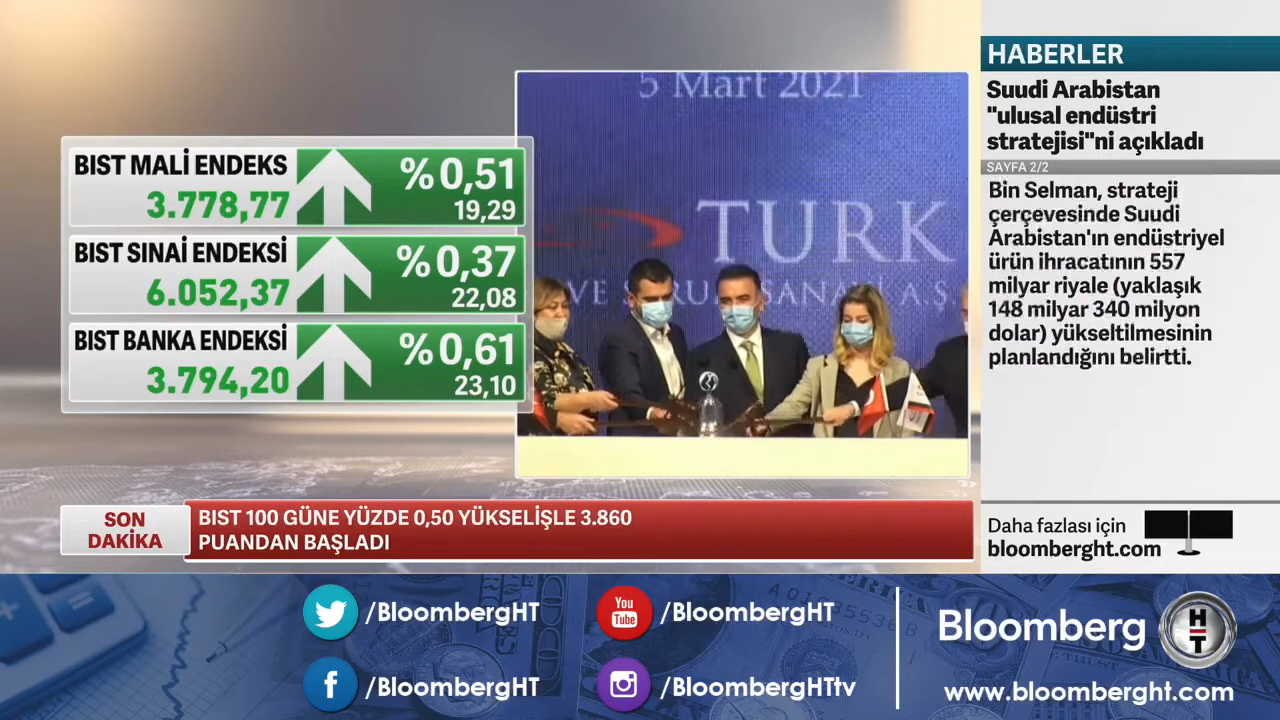 BIST MALİ ENDEKS
3.778,77
%0,51
19,29
BIST SINAİ ENDEKSİ
6.052,37
%0,37
22,08
BIST BANKA ENDEKSİ
3.794,20
%0,61
23,10
5 Mart 2021
TURK
VE
SANA
A.Ş
HABERLER
Suudi Arabistan
"ulusal endüstri
stratejisi"ni açıkladı
SAYFA 2/2
Bin Selman, strateji
çerçevesinde Suudi
Arabistan'ın endüstriyel
ürün ihracatının 557
milyar riyale (yaklaşık
148 milyar 340 milyon
dolar) yükseltilmesinin
planlandığını belirtti.
SON
DAKİKA
BIST 100 GÜNE YÜZDE 0,50 YÜKSELİŞLE 3.860
PUANDAN BAŞLADI
Daha fazlası için
bloomberght.com
/BloombergHT
You
Tube
/BloombergHT
/BloombergHT
/BloombergHTtv
Bloomberg
HT
www.bloomberght.com